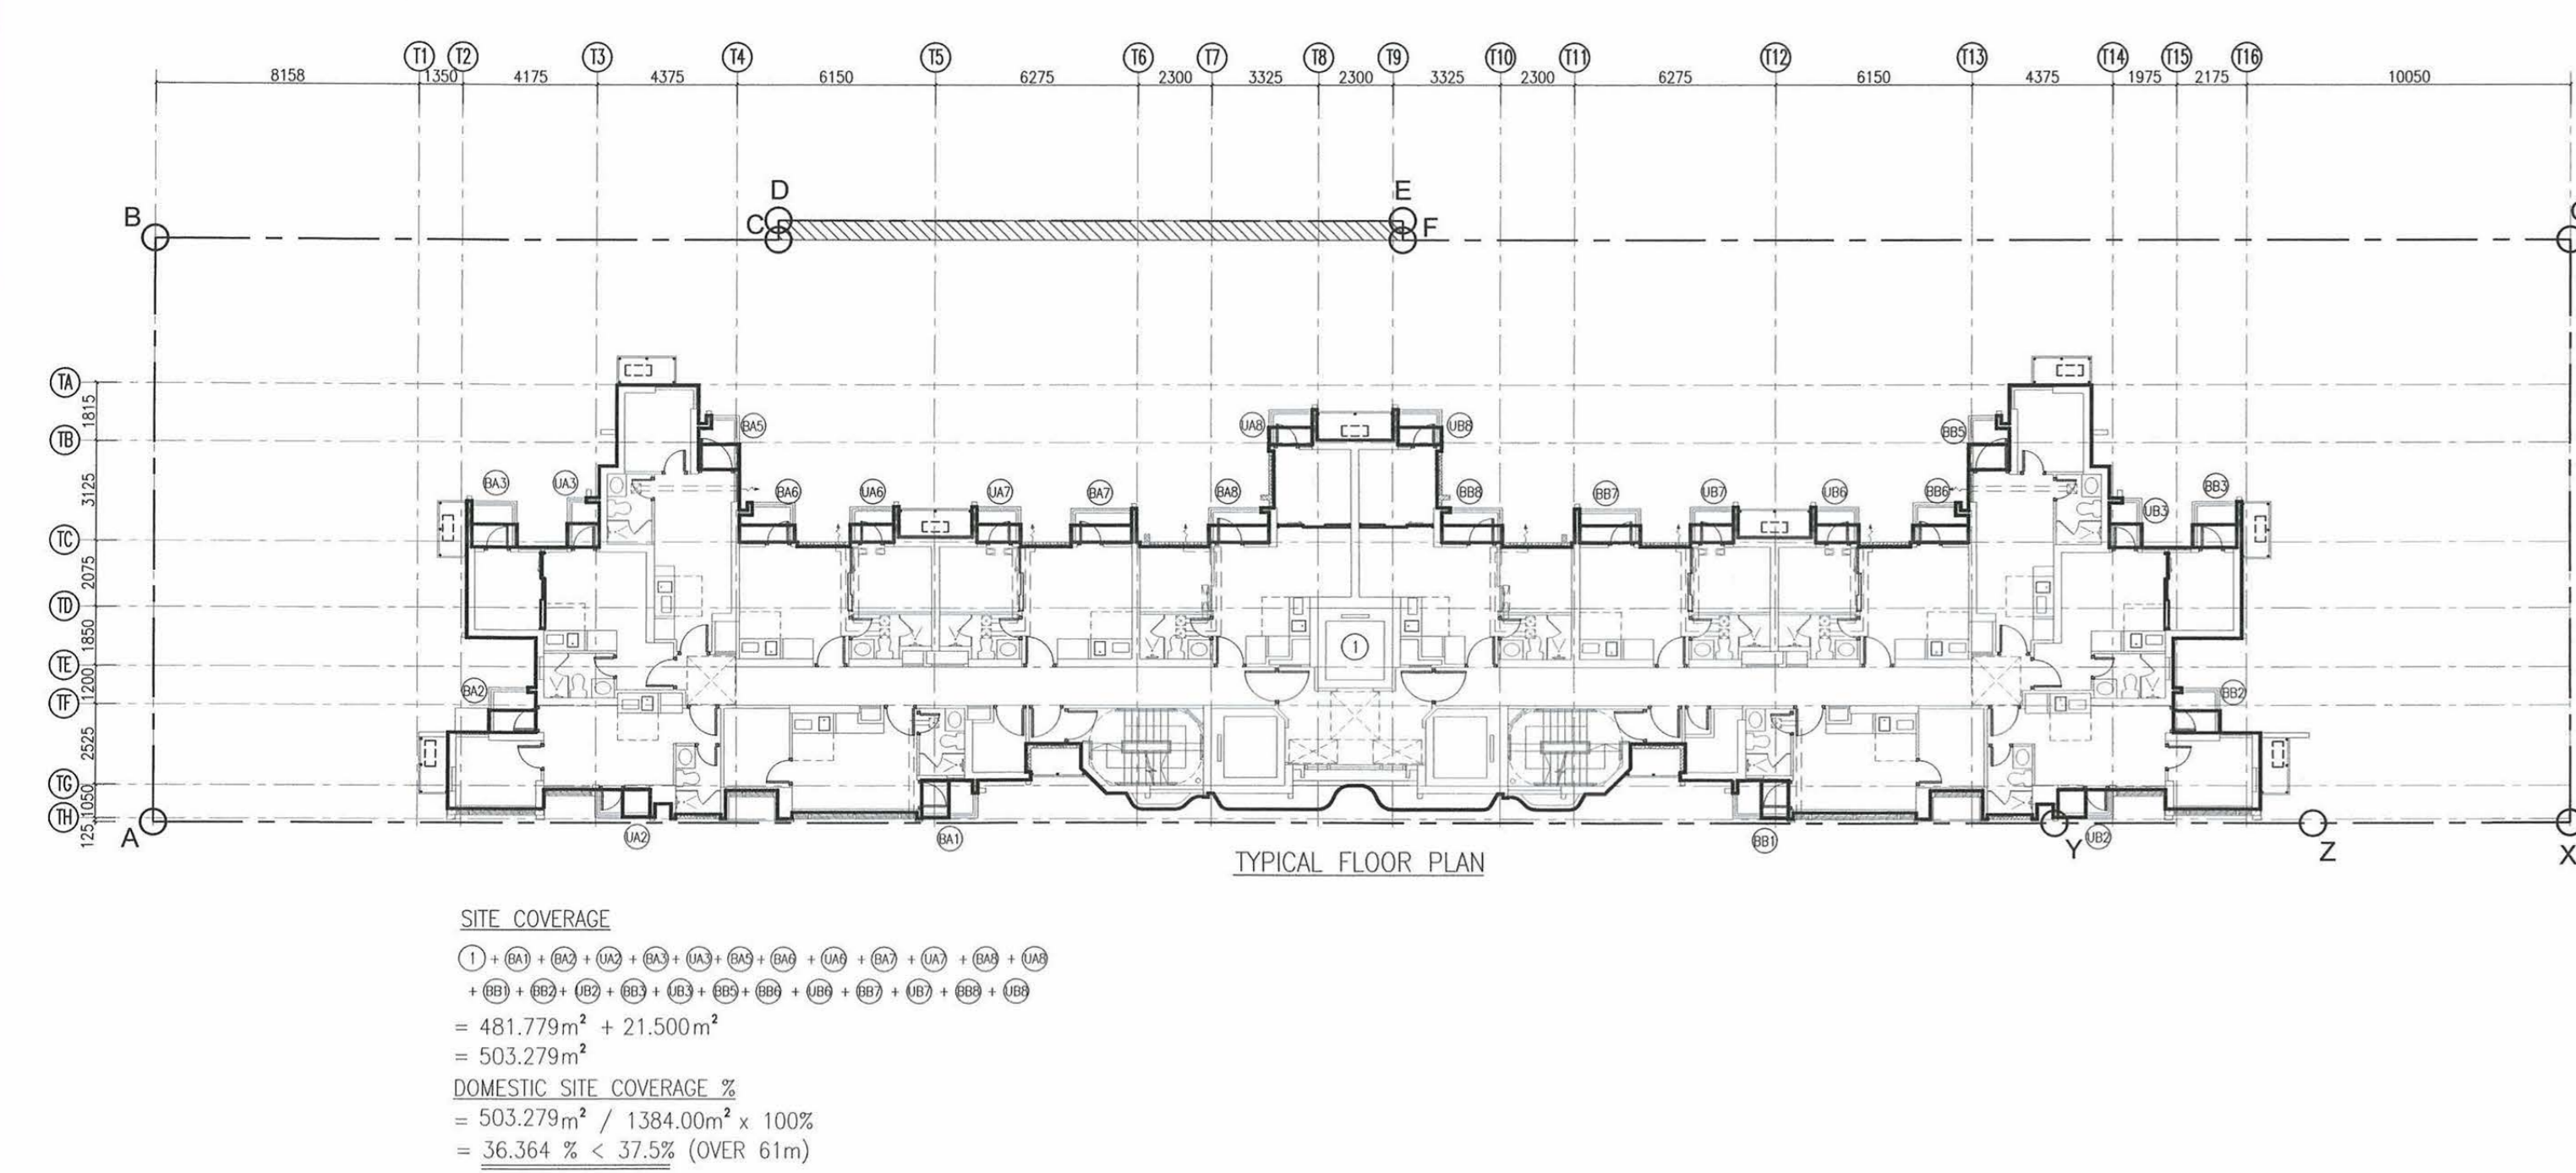 T1 T2 T3 T4 T5 T6 T7 T8 T9 T10 T11 T12 T13 T14 T15 T16
8158 1350 4175 4375 6150 6275 2300 3325 2300 3325 2300 6275 6150 4375 1975 2175 10050
D E
B C F
TA
1815
TB
BA5 UA8 UB8 BB5
3125
BA3 UA3 BA6 UA6 UA7 BA7 BA8 BB8 BB7 UB7 UB6 BB6 UB3 BB3
TC
2075
TD
1850
TE
1
1200
TF
BA2 BB2
2525
TG
1050
TH
125
A UA2 BA1 BB1 Y UB2 Z X
TYPICAL FLOOR PLAN
SITE COVERAGE
1 + BA1 + BA2 + UA2 + BA3 + UA3 + BA5 + BA6 + UA6 + BA7 + UA7 + BA8 + UA8
+ BB1 + BB2 + UB2 + BB3 + UB3 + BB5 + BB6 + UB6 + BB7 + UB7 + BB8 + UB8
= 481.779m² + 21.500m²
= 503.279m²
DOMESTIC SITE COVERAGE %
= 503.279m² / 1384.00m² x 100%
= 36.364 % < 37.5% (OVER 61m)